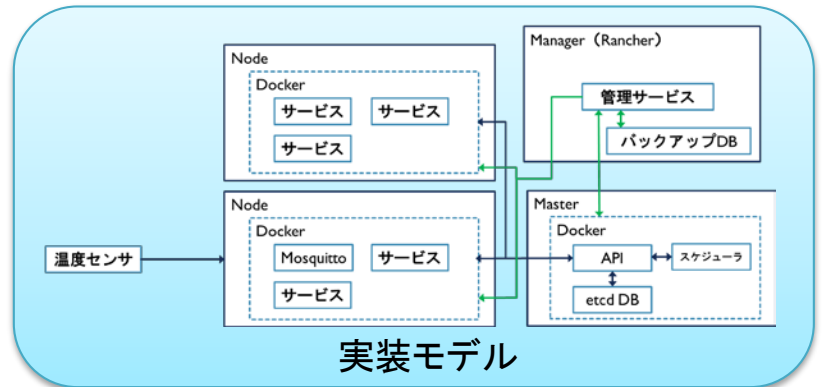 Node
Docker
サービス
サービス
サービス
Manager（Rancher）
管理サービス
バックアップDB
温度センサ
Node
Docker
Mosquitto
サービス
サービス
Master
Docker
API
スケジューラ
etcd DB
実装モデル